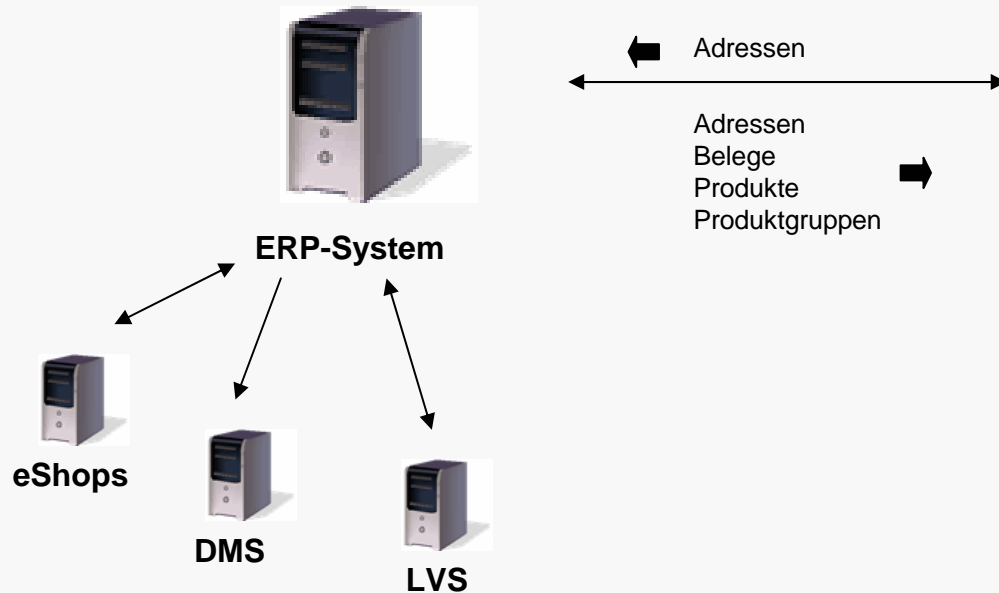 Adressen
Adressen
Belege
Produkte
Produktgruppen
ERP-System
eShops
DMS
LVS